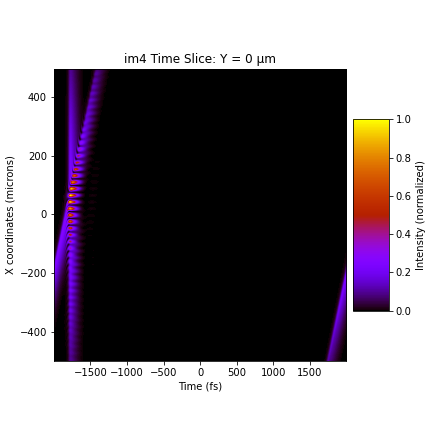 im4 Time Slice: Y = 0 μm
400
200
0
−200
−400
X coordinates (microns)
−1500 −1000 −500 0 500 1000 1500
Time (fs)
1.0
0.8
0.6
0.4
0.2
0.0
Intensity (normalized)